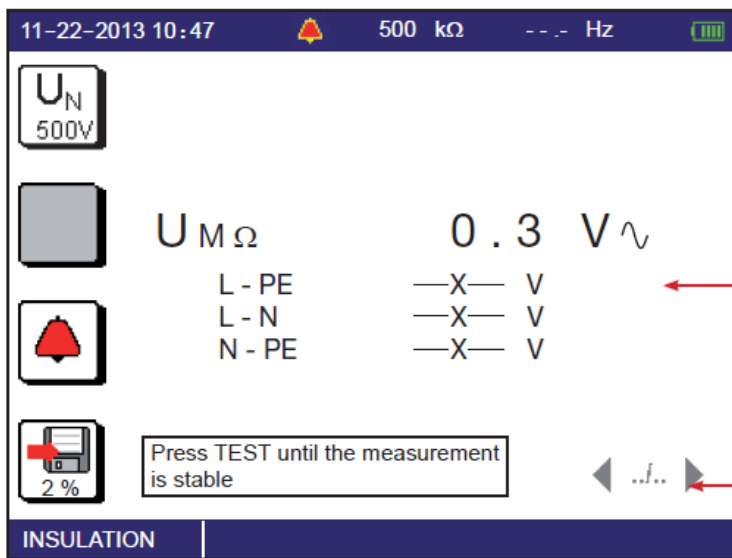 11-22-2013 10:47 500 kΩ - - .- Hz
UN
500V
UMΩ 0.3 V∿
L - PE —X— V
L - N —X— V
N - PE —X— V
2 %
Press TEST until the measurement
is stable
../..
INSULATION